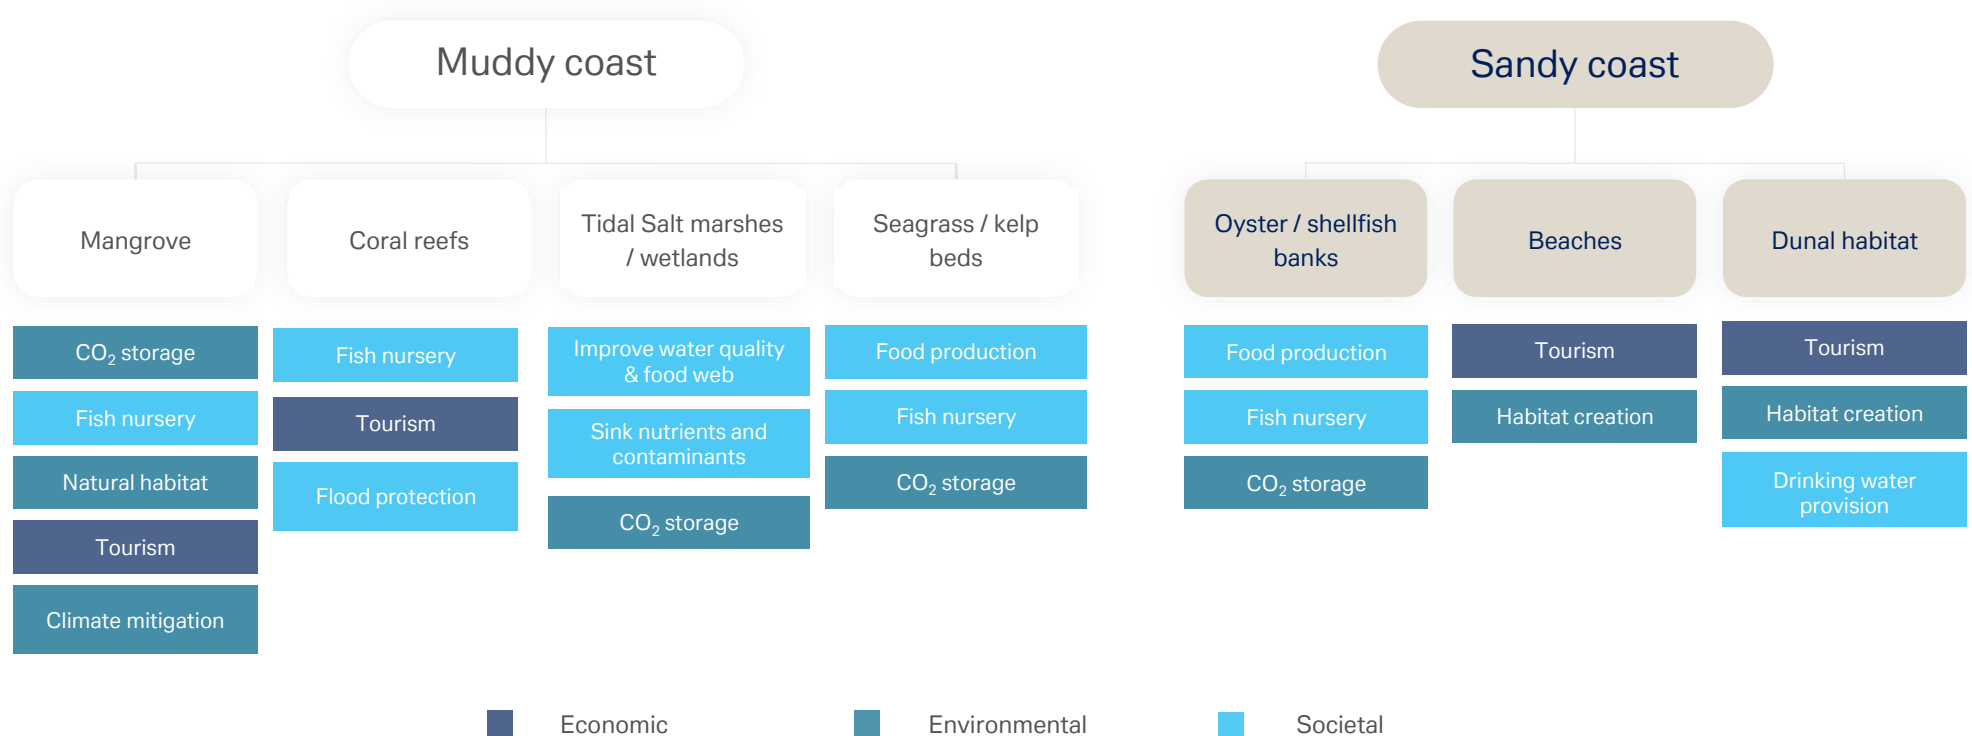 Muddy coast
Sandy coast
Mangrove
Coral reefs
Tidal Salt marshes
/ wetlands
Seagrass / kelp
beds
Oyster / shellfish
banks
Beaches
Dunal habitat
CO₂ storage
Fish nursery
Natural habitat
Tourism
Climate mitigation
Fish nursery
Tourism
Flood protection
Improve water quality
& food web
Sink nutrients and
contaminants
CO₂ storage
Food production
Fish nursery
CO₂ storage
Food production
Fish nursery
CO₂ storage
Tourism
Habitat creation
Tourism
Habitat creation
Drinking water
provision
Economic
Environmental
Societal